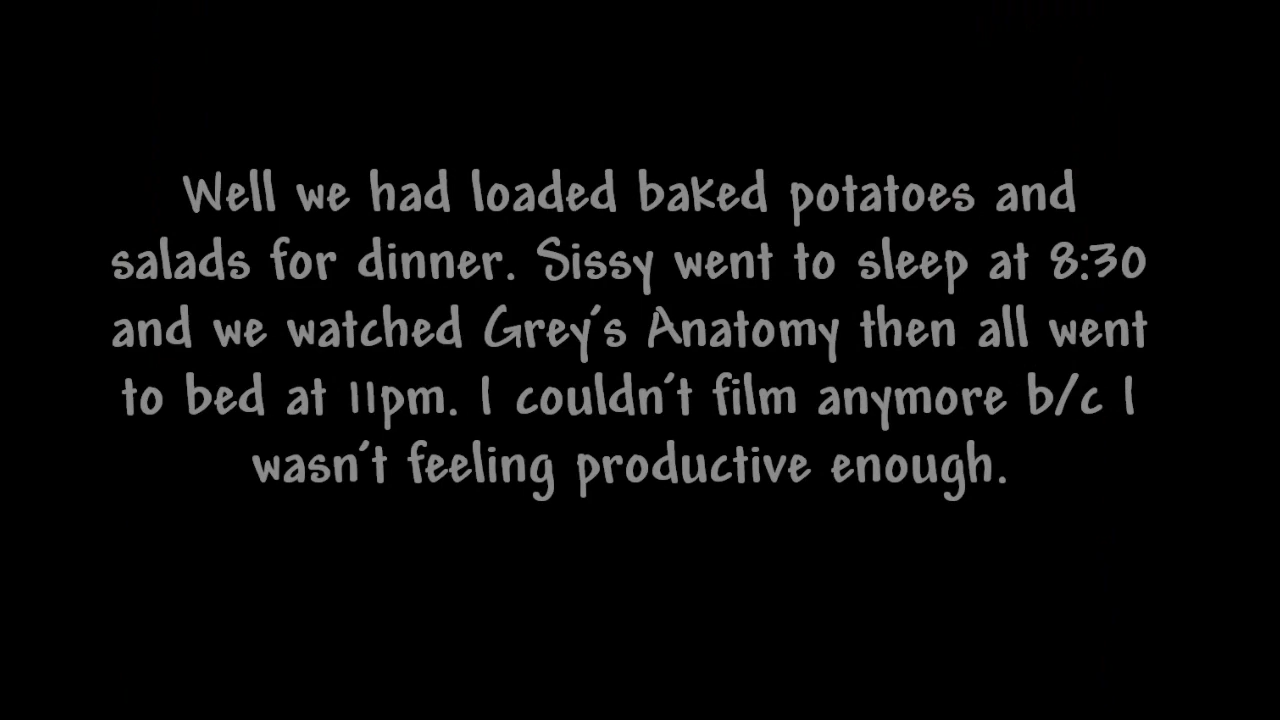 Well we had loaded baked potatoes and
salads for dinner. Sissy went to sleep at 8:30
and we watched Grey's Anatomy then all went
to bed at 11pm. I couldn't film anymore b/c I
wasn't feeling productive enough.